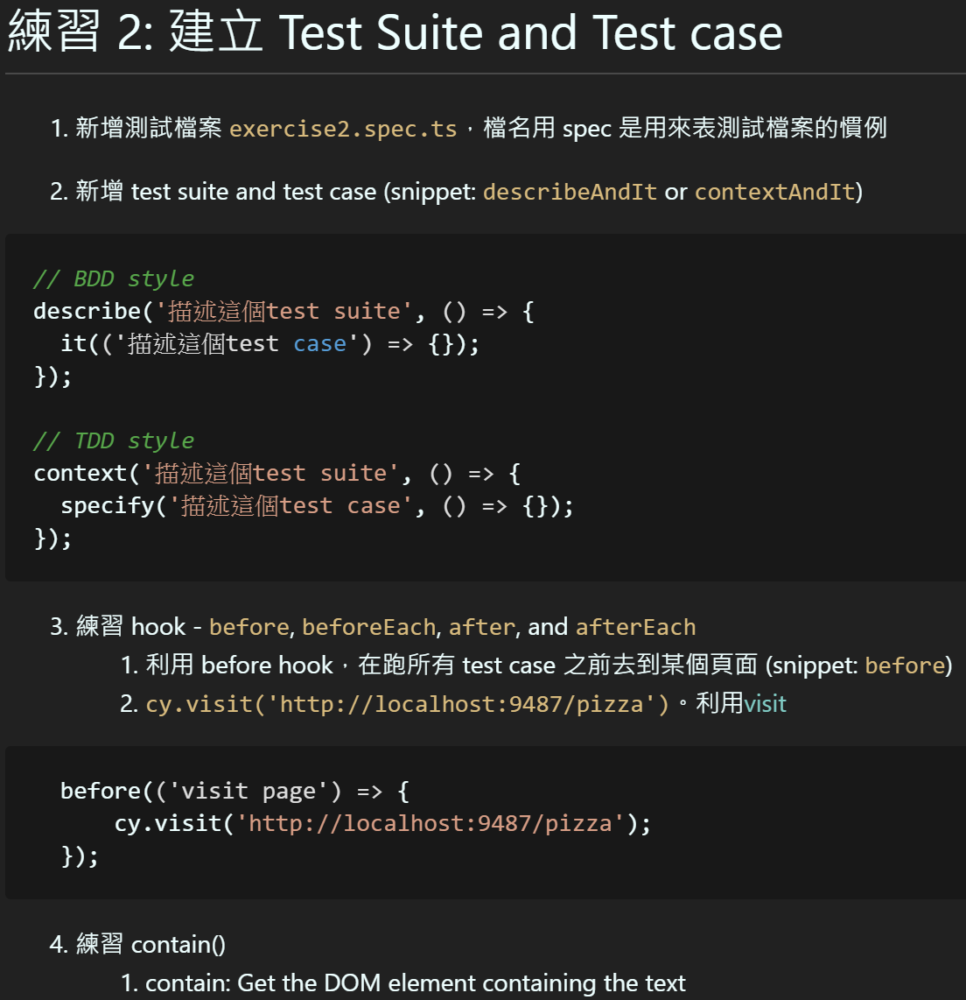 練習 2: 建立 Test Suite and Test case
1. 新增測試檔案 exercise2.spec.ts，檔名用 spec 是用來表測試檔案的慣例
2. 新增 test suite and test case (snippet: describeAndIt or contextAndIt)
// BDD style
describe('描述這個test suite', () => {
  it(('描述這個test case') => {});
});
// TDD style
context('描述這個test suite', () => {
  specify('描述這個test case', () => {});
});
3. 練習 hook - before, beforeEach, after, and afterEach
1. 利用 before hook，在跑所有 test case 之前去到某個頁面 (snippet: before)
2. cy.visit('http://localhost:9487/pizza')。利用visit
before(('visit page') => {
    cy.visit('http://localhost:9487/pizza');
});
4. 練習 contain()
1. contain: Get the DOM element containing the text